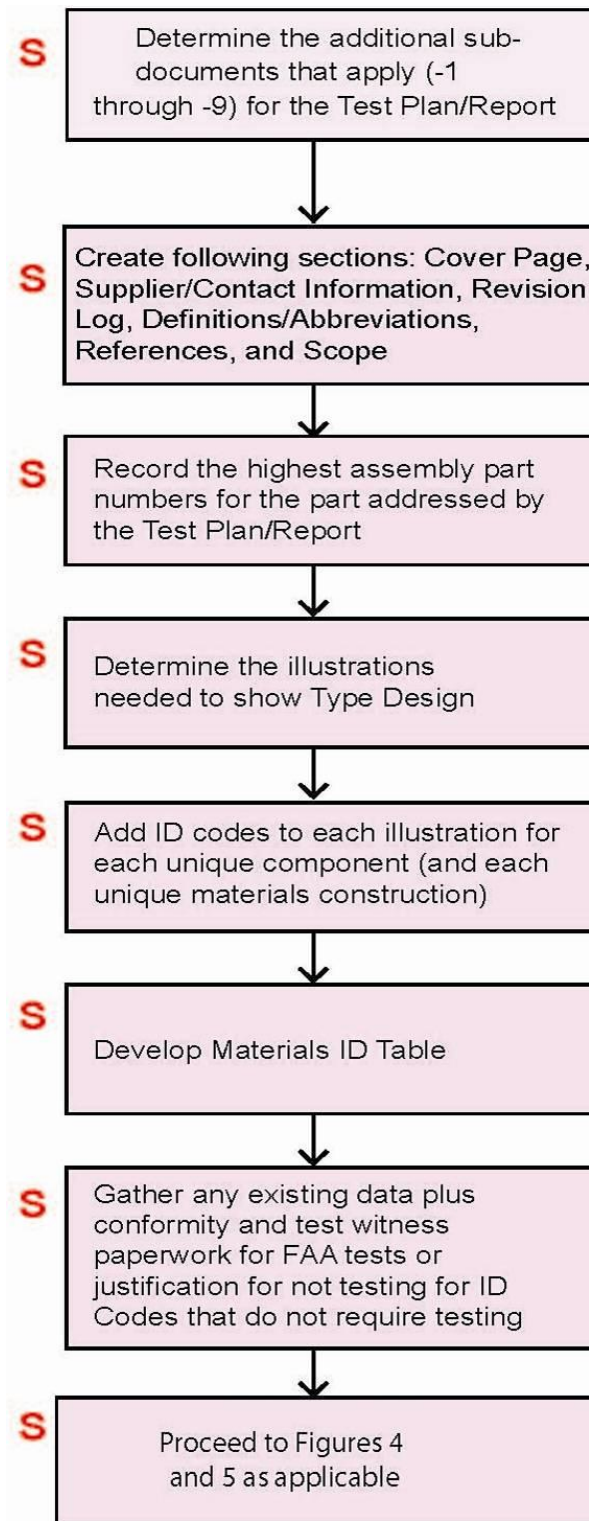 S
Determine the additional sub-
documents that apply (-1
through -9) for the Test Plan/Report
S
Create following sections: Cover Page,
Supplier/Contact Information, Revision
Log, Definitions/Abbreviations,
References, and Scope
S
Record the highest assembly part
numbers for the part addressed by
the Test Plan/Report
S
Determine the illustrations
needed to show Type Design
S
Add ID codes to each illustration for
each unique component (and each
unique materials construction)
S
Develop Materials ID Table
S
Gather any existing data plus
conformity and test witness
paperwork for FAA tests or
justification for not testing for ID
Codes that do not require testing
S
Proceed to Figures 4
and 5 as applicable